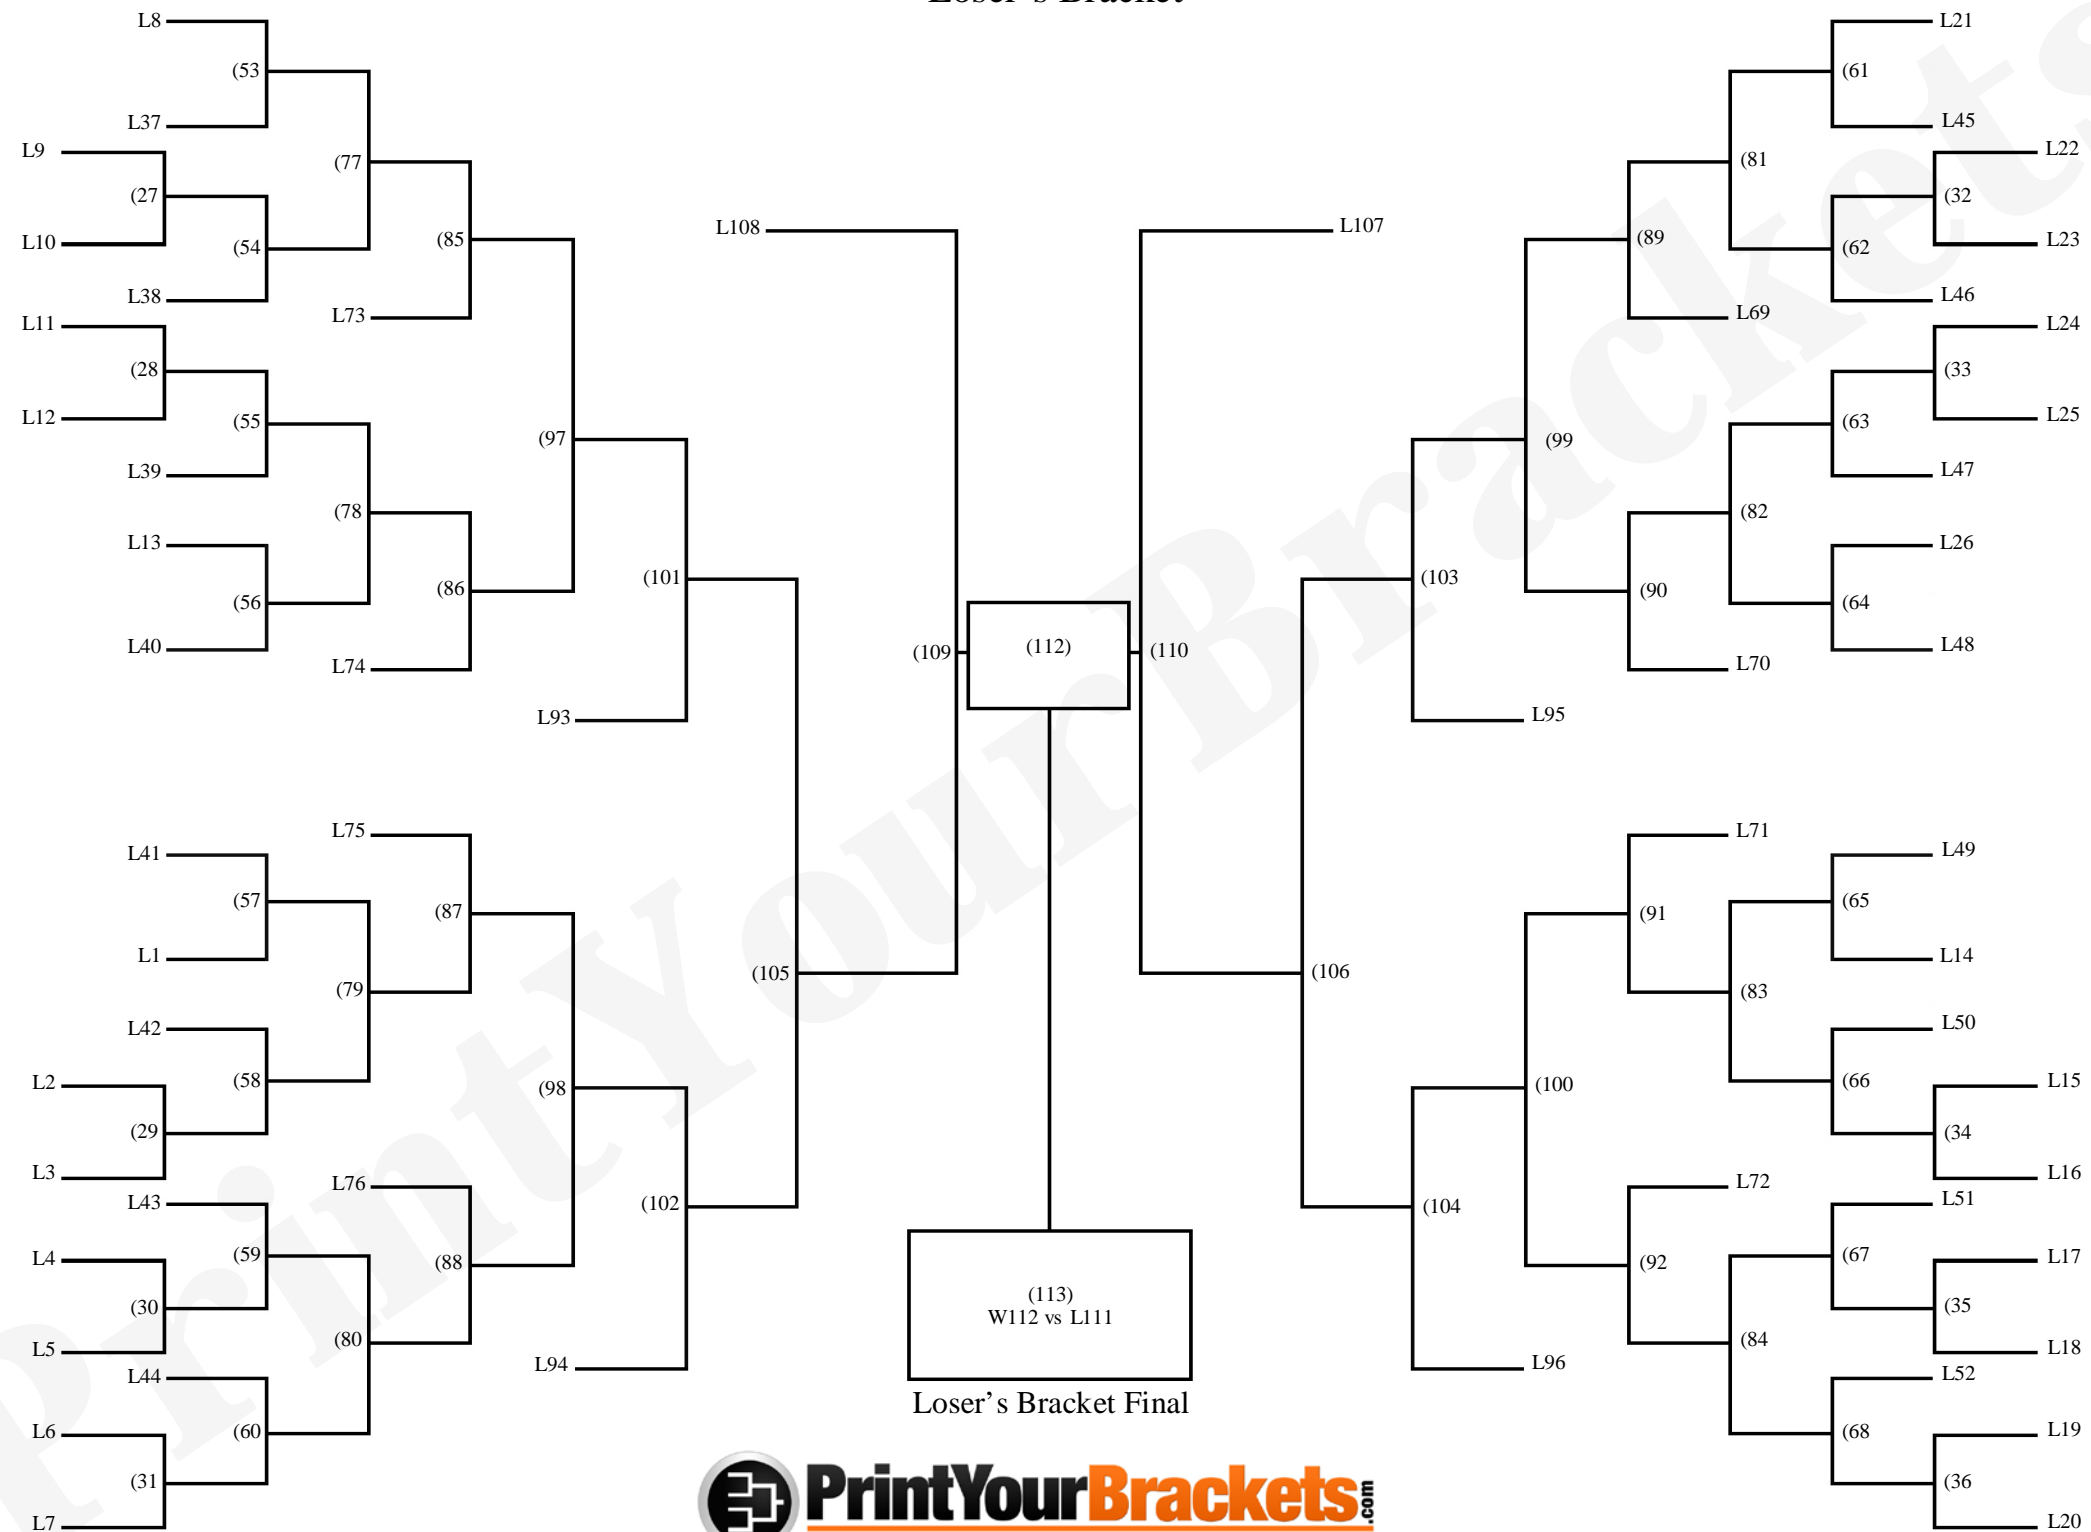 Loser's Bracket
L8
L21
(53
(61
L37
L45
L9
L22
(77
(81
(27
(32
L10
(54
L108
L107
(85
(89
(62
L23
L38
L46
L11
L73
L69
L24
(28
(33
L12
(55
(63
L25
(97
(99
L39
L47
(78
(82
L13
L26
(101
(103
(56
(86
(90
(64
L40
(109
(112)
(110
L48
L74
L70
L93
L95
L75
L71
L41
L49
(57
(87
(91
(65
L1
L14
(105
(106
(79
(83
L42
L50
L2
(58
(98
(100
(66
L15
(29
(34
L3
L76
L72
L16
L43
(102
(104
L51
L4
(59
(88
(92
(67
L17
(30
(113)
(35
W112 vs L111
L5
(80
(84
L18
L44
L94
L96
L52
Loser's Bracket Final
L6
(60
(68
L19
(31
(36
L7
L20
PrintYourBrackets.com
PrintYourBrackets